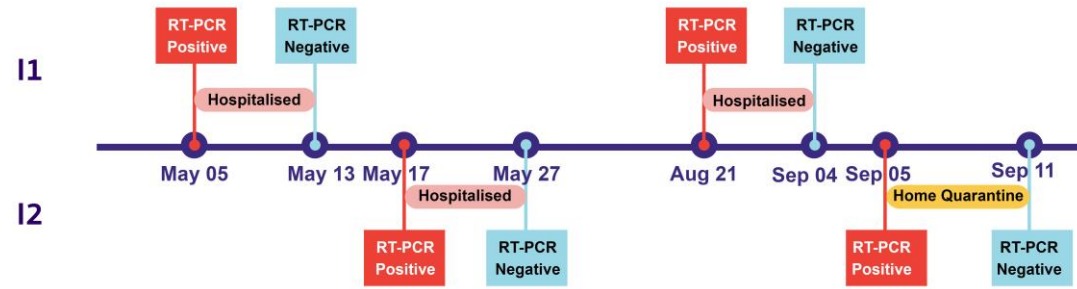 RT-PCR
Positive
RT-PCR
Negative
RT-PCR
Positive
RT-PCR
Negative
I1
Hospitalised
Hospitalised
May 05
May 13
May 17
May 27
Aug 21
Sep 04
Sep 05
Sep 11
I2
Hospitalised
Home Quarantine
RT-PCR
Positive
RT-PCR
Negative
RT-PCR
Positive
RT-PCR
Negative